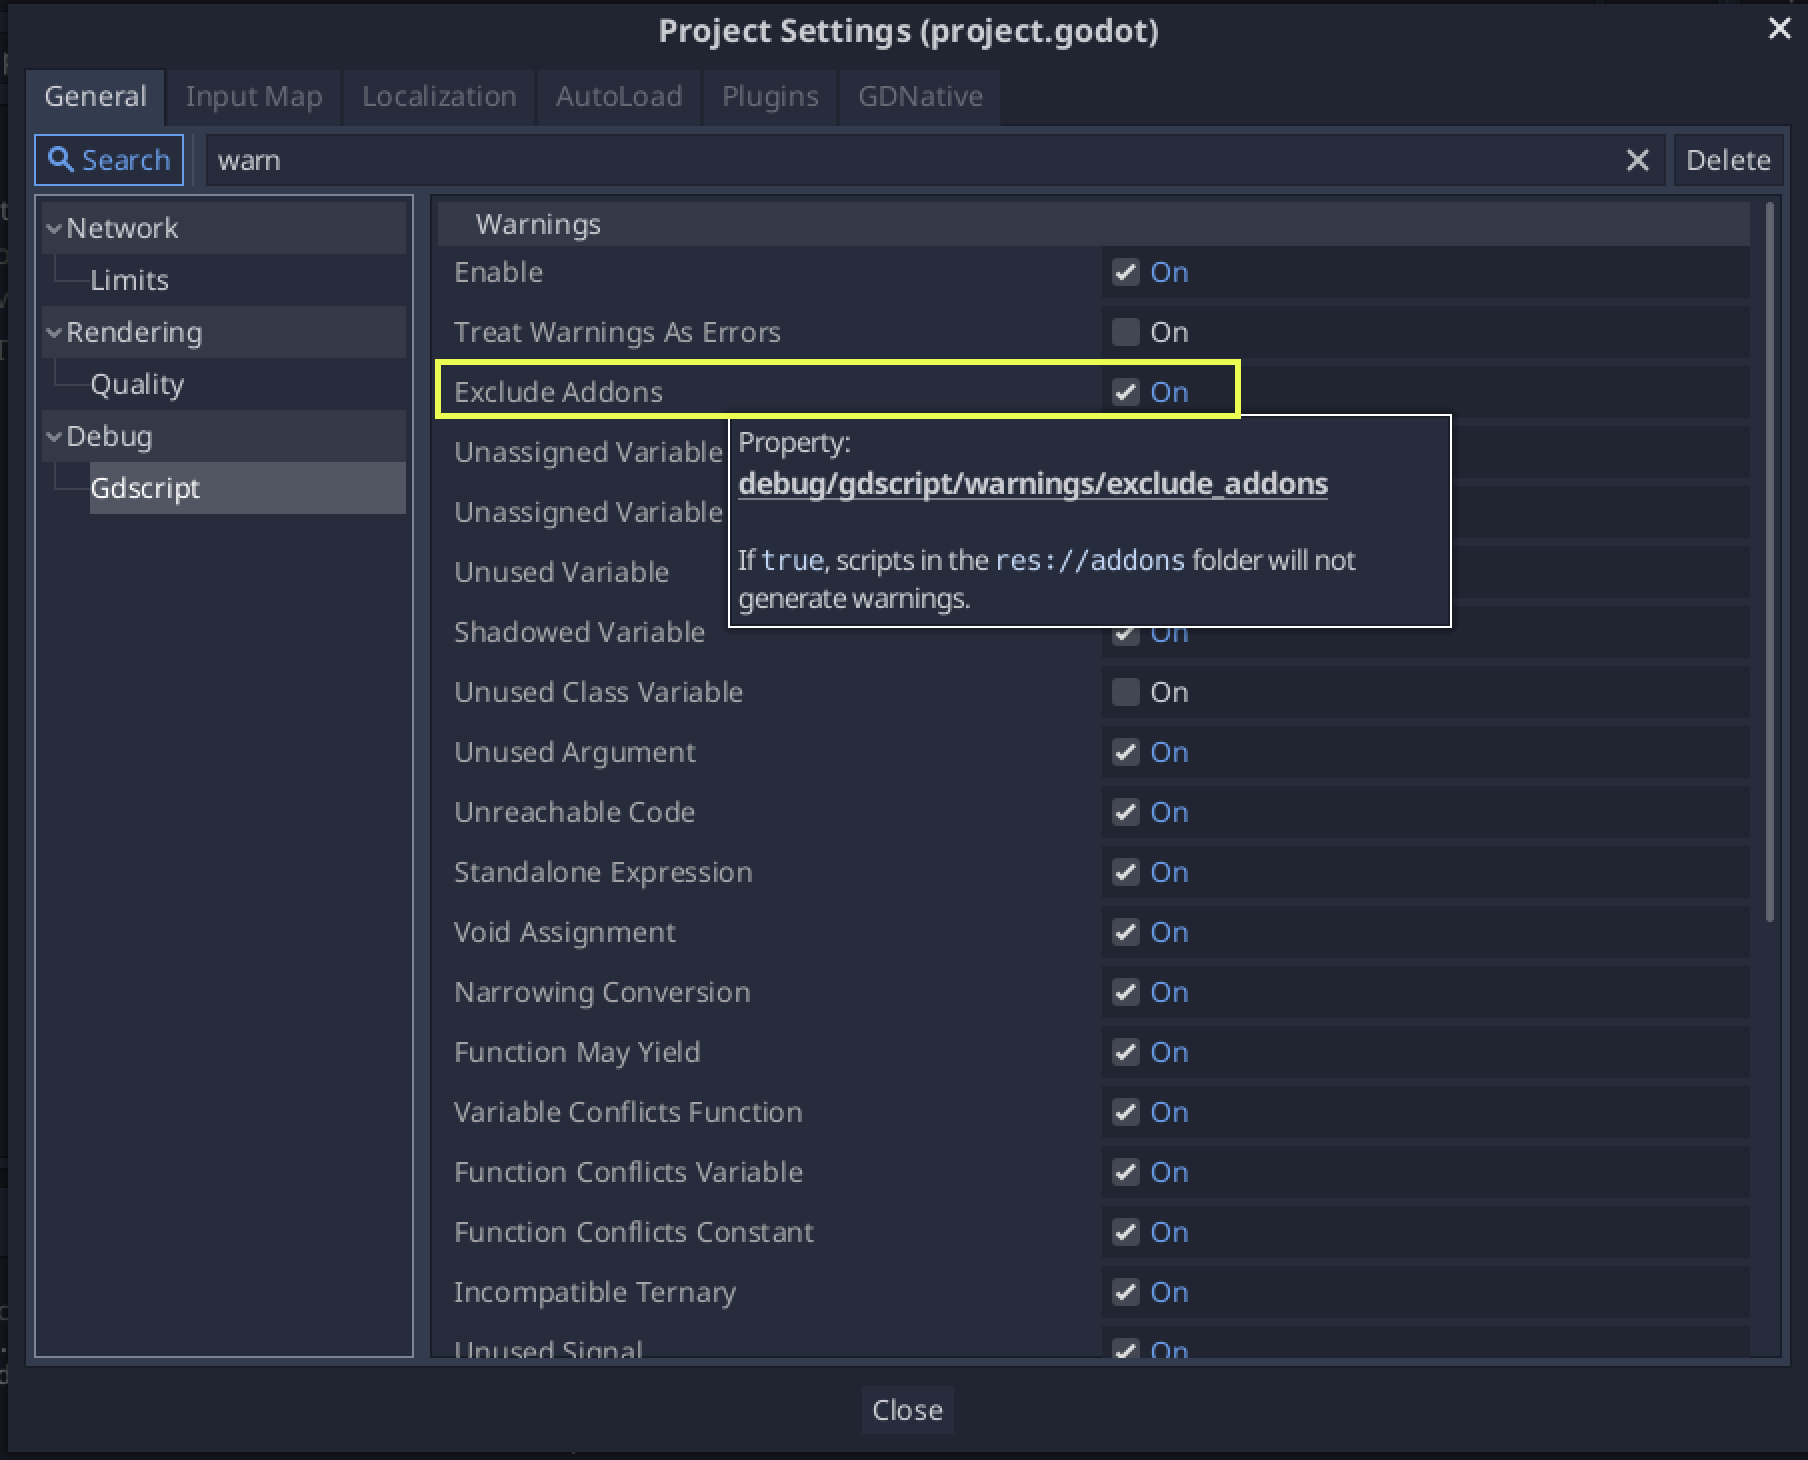 Project Settings (project.godot)
General Input Map Localization AutoLoad Plugins GDNative
Search warn Delete
Network
Limits
Rendering
Quality
Debug
Gdscript
Warnings
Enable On
Treat Warnings As Errors On
Exclude Addons On
Property:
debug/gdscript/warnings/exclude_addons
If true, scripts in the res://addons folder will not
generate warnings.
Unassigned Variable
Unassigned Variable
Unused Variable
Shadowed Variable On
Unused Class Variable On
Unused Argument On
Unreachable Code On
Standalone Expression On
Void Assignment On
Narrowing Conversion On
Function May Yield On
Variable Conflicts Function On
Function Conflicts Variable On
Function Conflicts Constant On
Incompatible Ternary On
Unused Signal On
Close